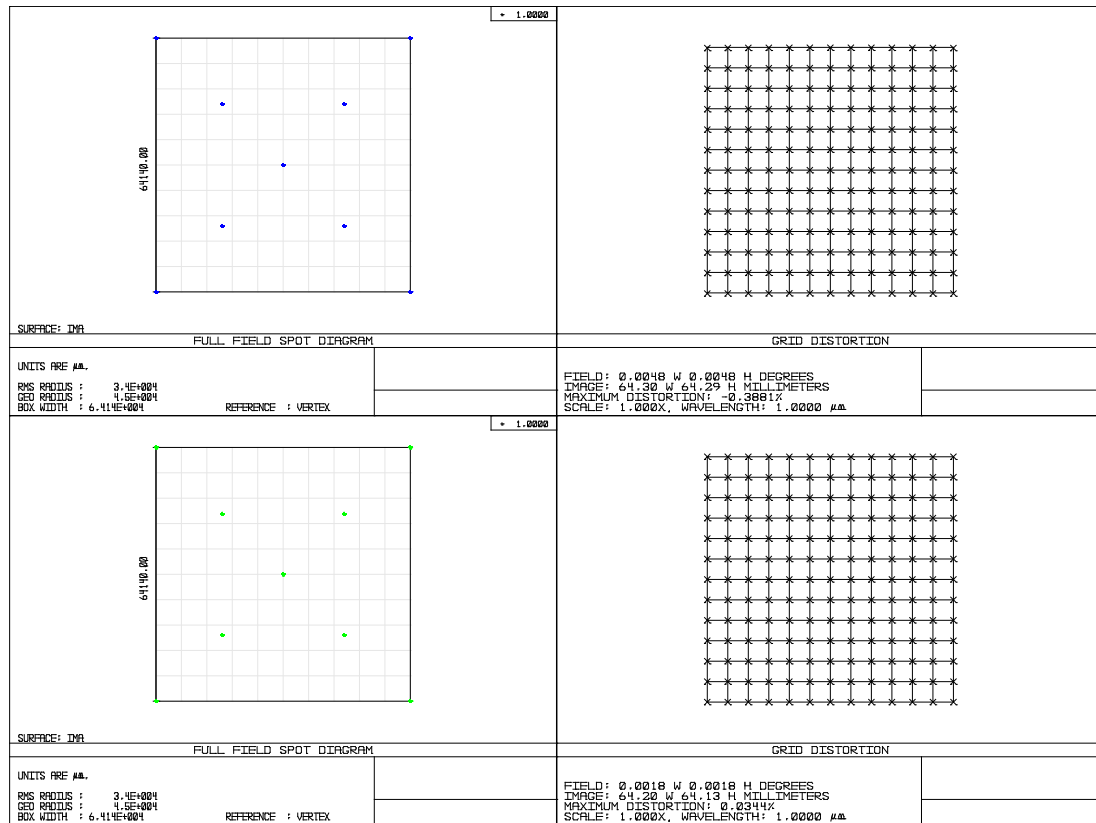 + 1.0000
64140.00
SURFACE: IMA
FULL FIELD SPOT DIAGRAM
GRID DISTORTION
UNITS ARE µm.
RMS RADIUS : 3.4E+004
GEO RADIUS : 4.5E+004
BOX WIDTH : 6.414E+004 REFERENCE : VERTEX
FIELD: 0.0048 W 0.0048 H DEGREES
IMAGE: 64.30 W 64.29 H MILLIMETERS
MAXIMUM DISTORTION: -0.3881%
SCALE: 1.000X, WAVELENGTH: 1.0000 µm
+ 1.0000
64140.00
SURFACE: IMA
FULL FIELD SPOT DIAGRAM
GRID DISTORTION
UNITS ARE µm.
RMS RADIUS : 3.4E+004
GEO RADIUS : 4.5E+004
BOX WIDTH : 6.414E+004 REFERENCE : VERTEX
FIELD: 0.0018 W 0.0018 H DEGREES
IMAGE: 64.20 W 64.13 H MILLIMETERS
MAXIMUM DISTORTION: 0.0344%
SCALE: 1.000X, WAVELENGTH: 1.0000 µm